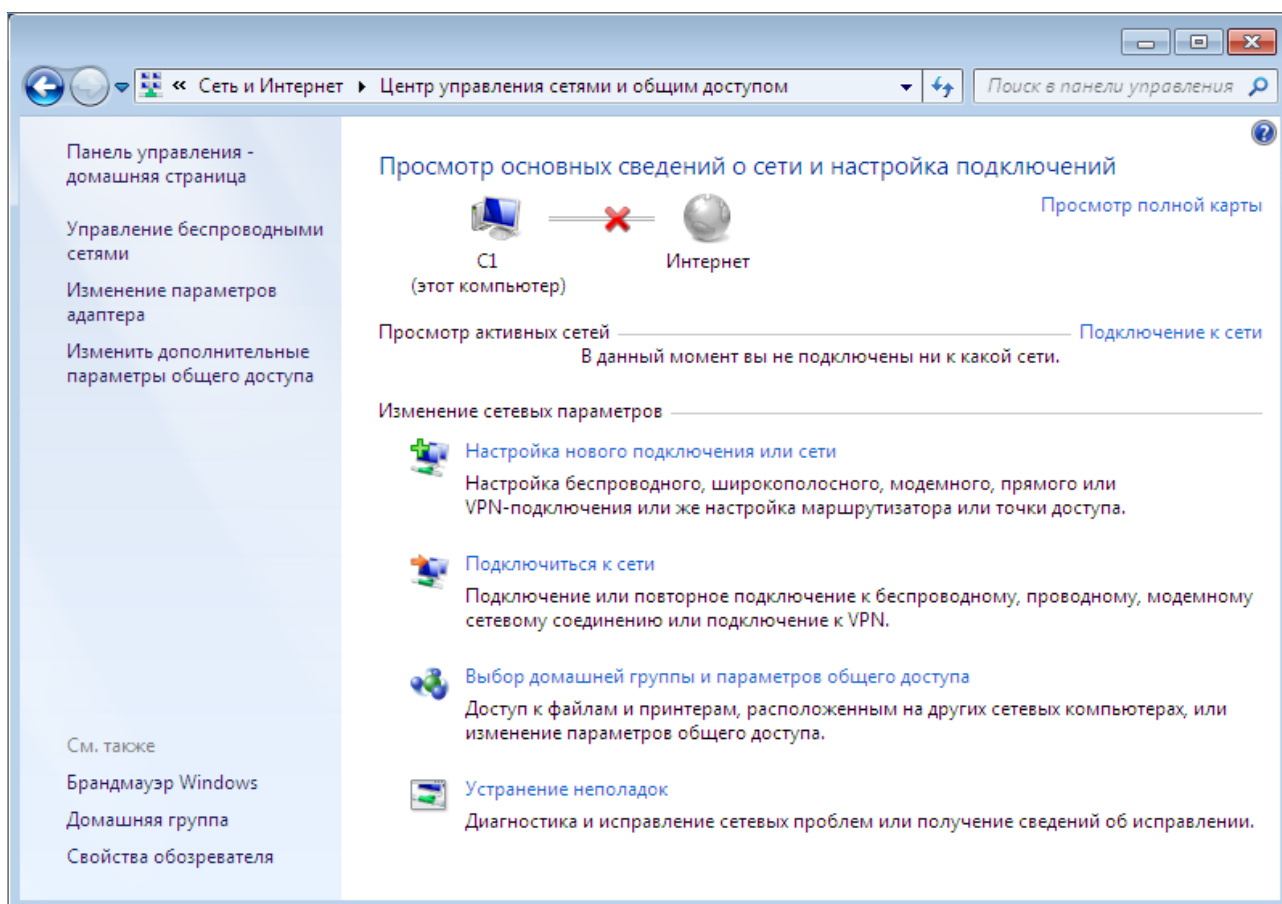 « Сеть и Интернет ▸ Центр управления сетями и общим доступом
Поиск в панели управления
Панель управления -
домашняя страница
Управление беспроводными
сетями
Изменение параметров
адаптера
Изменить дополнительные
параметры общего доступа
См. также
Брандмауэр Windows
Домашняя группа
Свойства обозревателя
Просмотр основных сведений о сети и настройка подключений
Просмотр полной карты
C1
(этот компьютер)
Интернет
Просмотр активных сетей
Подключение к сети
В данный момент вы не подключены ни к какой сети.
Изменение сетевых параметров
Настройка нового подключения или сети
Настройка беспроводного, широкополосного, модемного, прямого или
VPN-подключения или же настройка маршрутизатора или точки доступа.
Подключиться к сети
Подключение или повторное подключение к беспроводному, проводному, модемному
сетевому соединению или подключение к VPN.
Выбор домашней группы и параметров общего доступа
Доступ к файлам и принтерам, расположенным на других сетевых компьютерах, или
изменение параметров общего доступа.
Устранение неполадок
Диагностика и исправление сетевых проблем или получение сведений об исправлении.